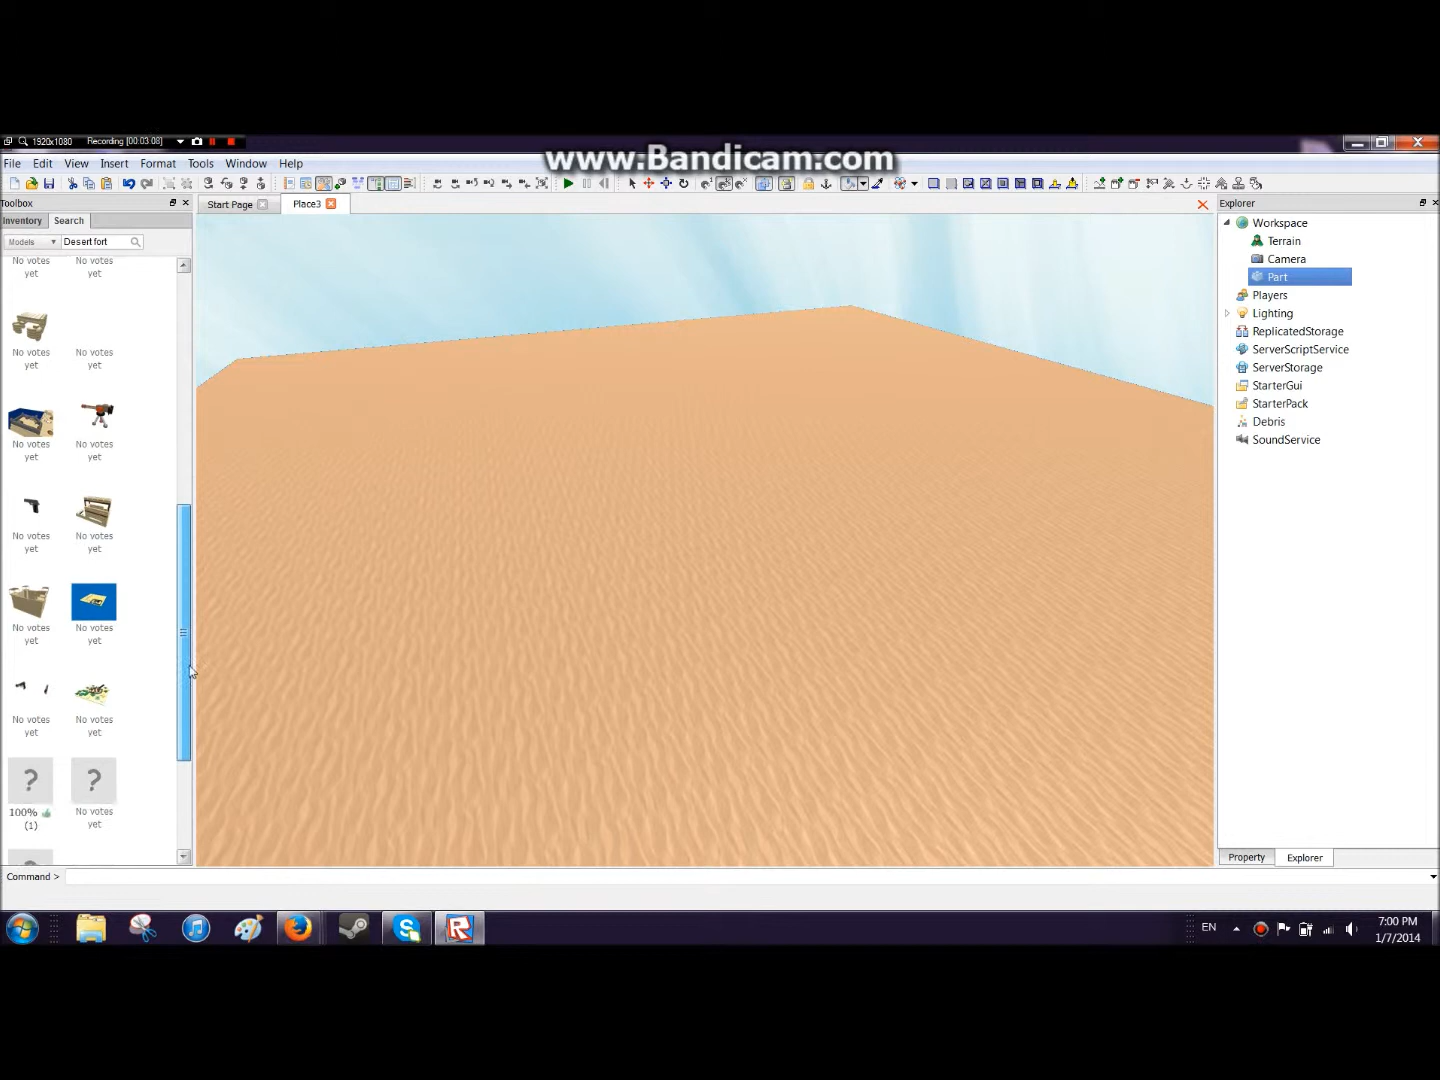 1920x1080 Recording [00:03:08]
www.Bandicam.com
File Edit View Insert Format Tools Window Help
Toolbox
Start Page
Place3
Explorer
Inventory Search
Models
Desert fort
No votes yet
No votes yet
No votes yet
No votes yet
No votes yet
No votes yet
No votes yet
No votes yet
No votes yet
No votes yet
No votes yet
No votes yet
?
?
100%
(1)
No votes yet
Workspace
Terrain
Camera
Part
Players
Lighting
ReplicatedStorage
ServerScriptService
ServerStorage
StarterGui
StarterPack
Debris
SoundService
Property Explorer
Command >
EN
7:00 PM
1/7/2014